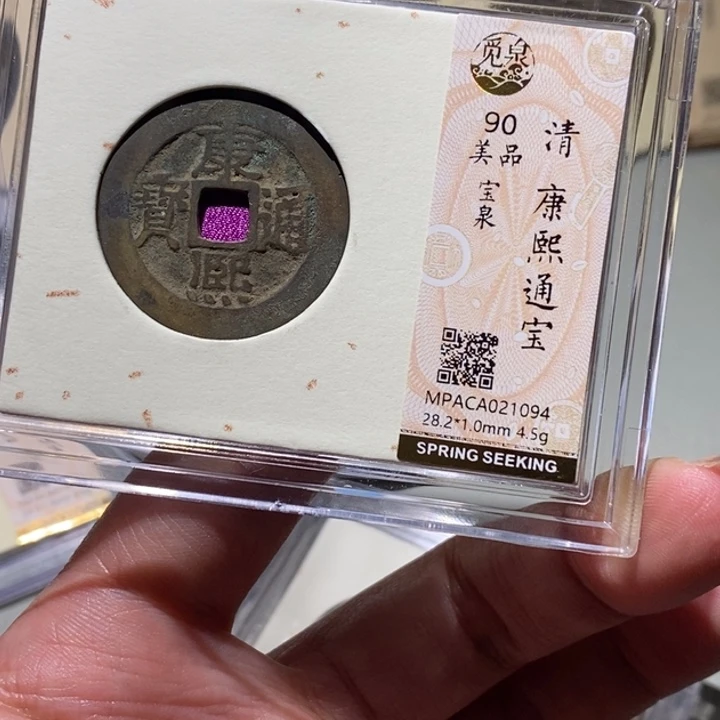 康熙通寳
觅泉
90
美品
宝泉
清 康熙通宝
MPACA021094
28.2*1.0mm 4.5g
SPRING SEEKING